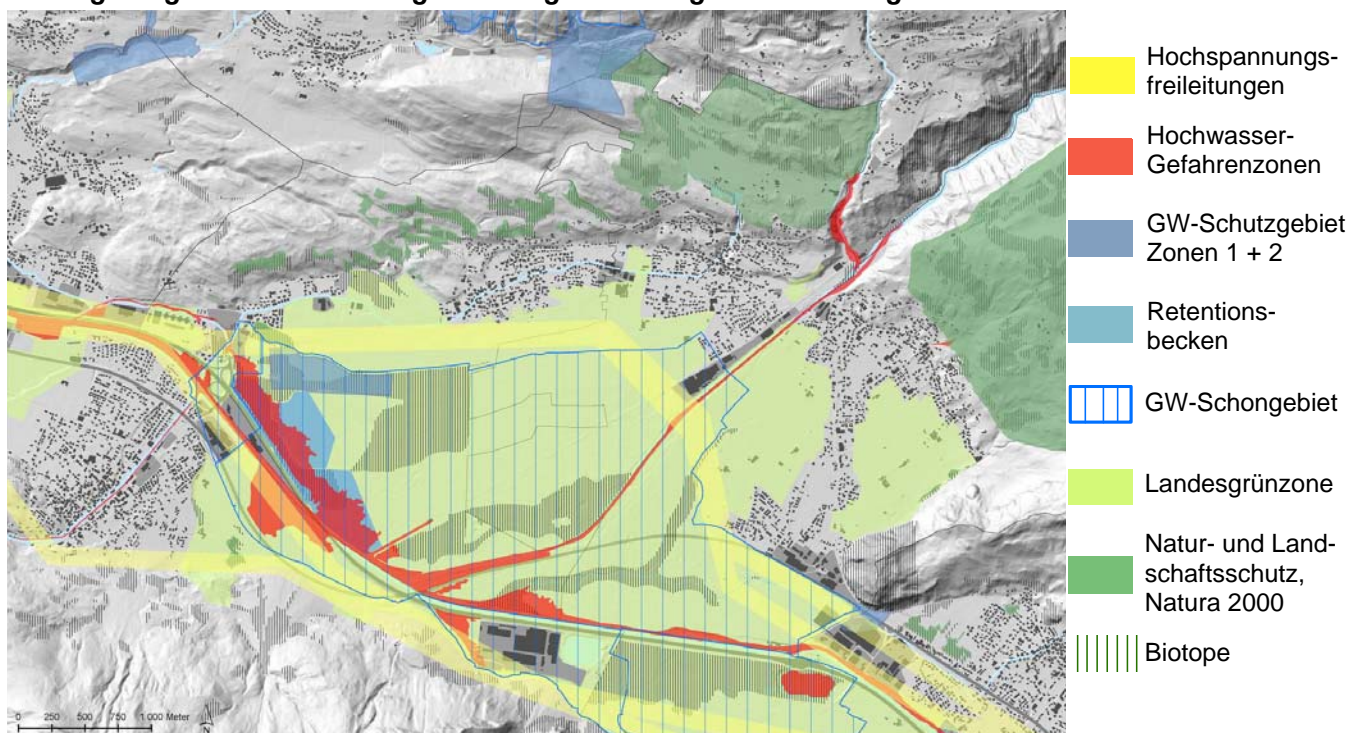 Hochspannungs-
freileitungen
Hochwasser-
Gefahrenzonen
GW-Schutzgebiet
Zonen 1 + 2
Retentions-
becken
GW-Schongebiet
Landesgrünzone
Natur- und Land-
schaftsschutz,
Natura 2000
Biotope
0 250 500 750 1 000 Meter